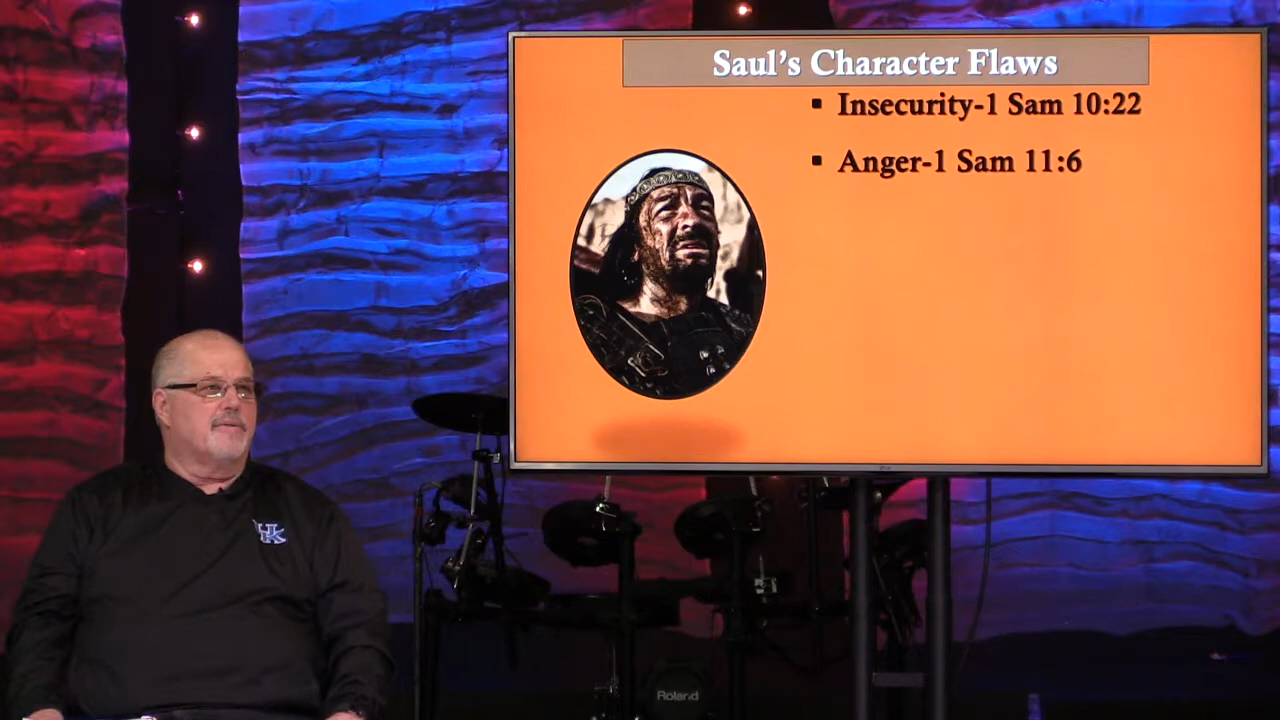 Saul's Character Flaws
▪ Insecurity-1 Sam 10:22
▪ Anger-1 Sam 11:6
UK
Roland